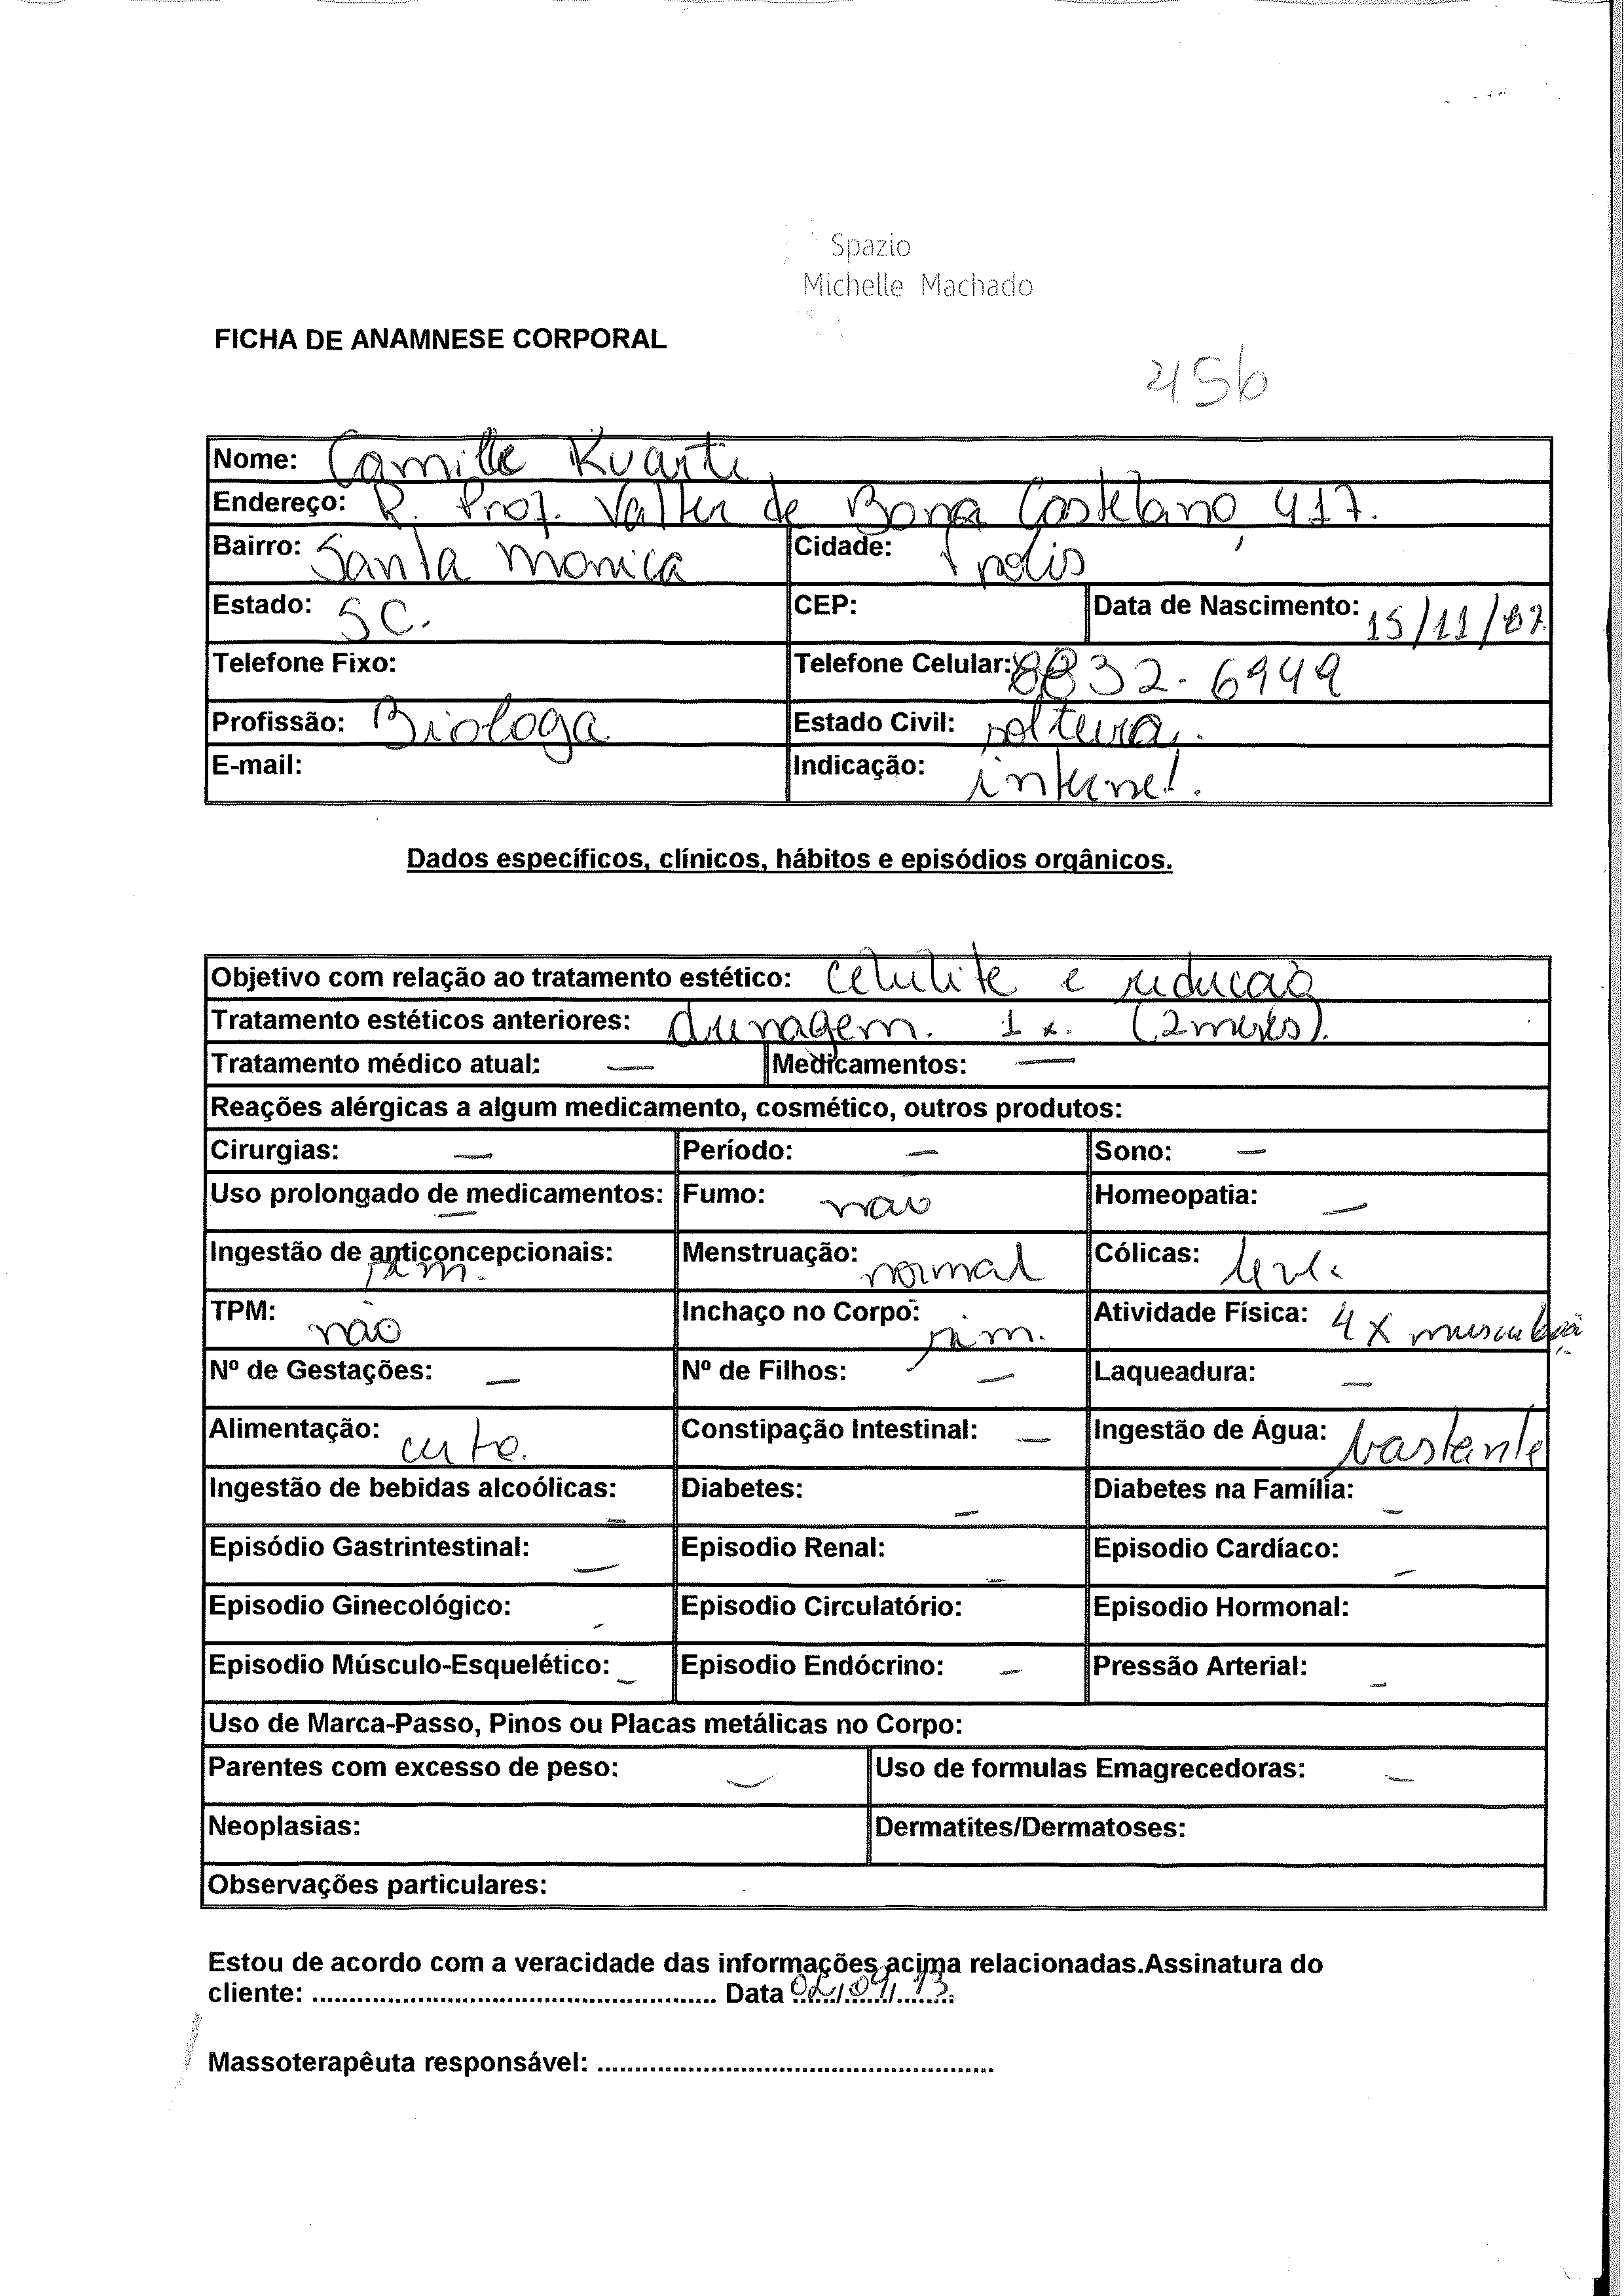 Spazio
Michelle Machado
FICHA DE ANAMNESE CORPORAL
456
Nome: Camille
Endereço: R. Prof. Valter de Bona Castelano, 417.
Bairro: Santa monica Cidade: Fpolis
Estado: SC. CEP: Data de Nascimento: 15/11/87
Telefone Fixo: Telefone Celular: 8832-6949
Profissão: Biologa Estado Civil: solteira.
E-mail: Indicação: internet.
Dados específicos, clínicos, hábitos e episódios orgânicos.
Objetivo com relação ao tratamento estético: celulite e reducaò
Tratamento estéticos anteriores: drenagem. 1 x. (2 meses).
Tratamento médico atual: — Medicamentos: —
Reações alérgicas a algum medicamento, cosmético, outros produtos:
Cirurgias: — Período: — Sono: —
Uso prolongado de medicamentos: — Fumo: nao Homeopatia: —
Ingestão de anticoncepcionais: sim. Menstruação: normal Cólicas: leve.
TPM: não Inchaço no Corpo: sim. Atividade Física: 4 x musculação
Nº de Gestações: — Nº de Filhos: — Laqueadura: —
Alimentação: Constipação Intestinal: — Ingestão de Água: bastante
Ingestão de bebidas alcoólicas: — Diabetes: — Diabetes na Família: —
Episódio Gastrintestinal: — Episodio Renal: — Episodio Cardíaco: —
Episodio Ginecológico: - Episodio Circulatório: Episodio Hormonal:
Episodio Músculo-Esquelético: — Episodio Endócrino: — Pressão Arterial: —
Uso de Marca-Passo, Pinos ou Placas metálicas no Corpo:
Parentes com excesso de peso: — Uso de formulas Emagrecedoras: —
Neoplasias: Dermatites/Dermatoses:
Observações particulares:
Estou de acordo com a veracidade das informações acima relacionadas.Assinatura do
cliente: ...................................................... Data 02/09/13.
Massoterapêuta responsável: .....................................................